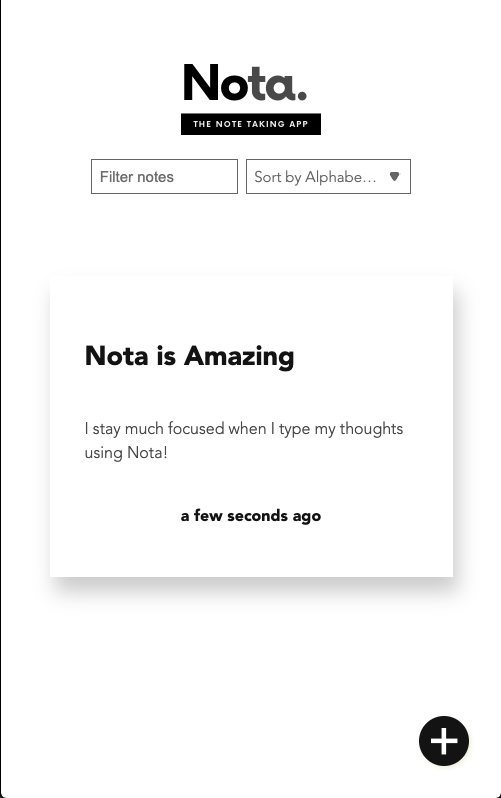 Nota.
THE NOTE TAKING APP
Filter notes
Sort by Alphabe...
Nota is Amazing
I stay much focused when I type my thoughts
using Nota!
a few seconds ago